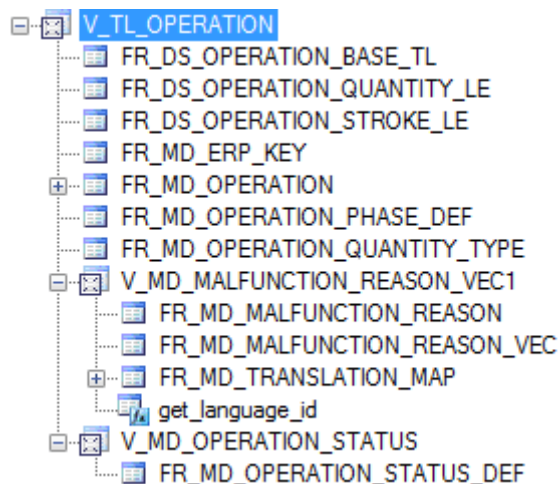 V_TL_OPERATION
FR_DS_OPERATION_BASE_TL
FR_DS_OPERATION_QUANTITY_LE
FR_DS_OPERATION_STROKE_LE
FR_MD_ERP_KEY
FR_MD_OPERATION
FR_MD_OPERATION_PHASE_DEF
FR_MD_OPERATION_QUANTITY_TYPE
V_MD_MALFUNCTION_REASON_VEC1
FR_MD_MALFUNCTION_REASON
FR_MD_MALFUNCTION_REASON_VEC
FR_MD_TRANSLATION_MAP
get_language_id
V_MD_OPERATION_STATUS
FR_MD_OPERATION_STATUS_DEF